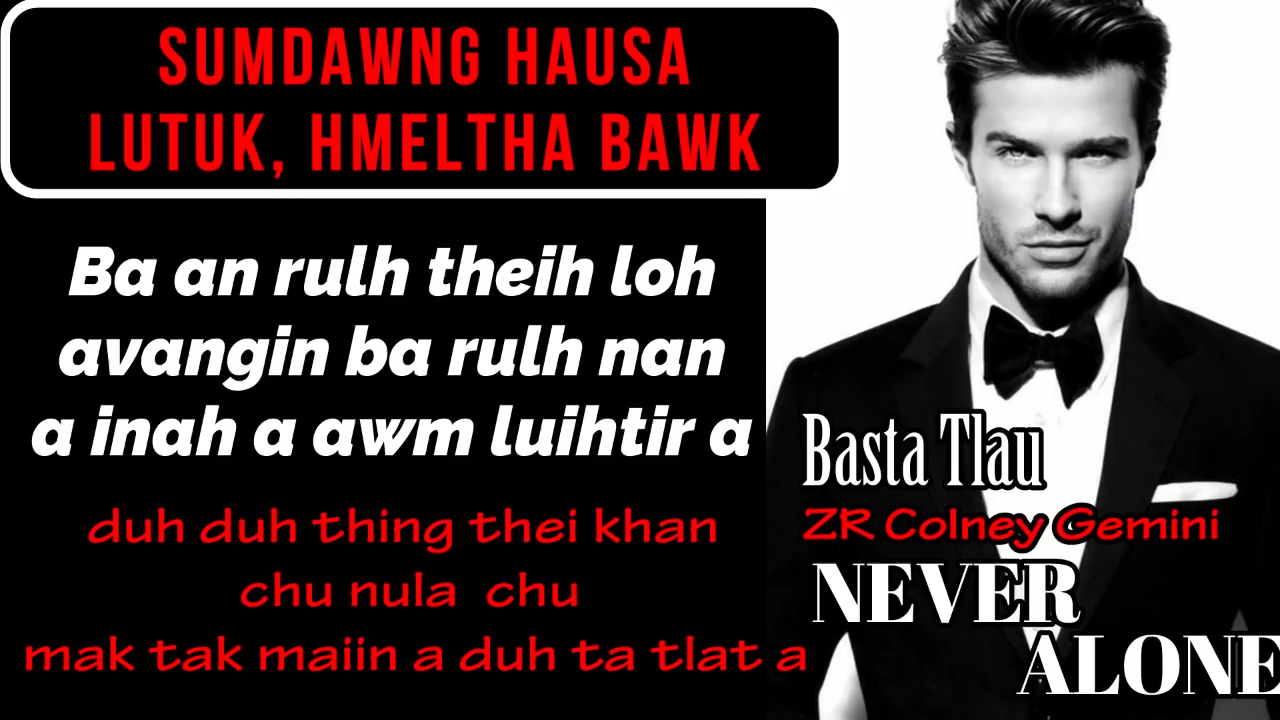 SUMDAWNG HAUSA
LUTUK, HMELTHA BAWK
Ba an rulh theih loh
avangin ba rulh nan
a inah a awm luihtir a
duh duh thing thei khan
chu nula chu
mak tak maiin a duh ta tlat a
Basta Tlau
ZR Colney Gemini
NEVER
ALONE